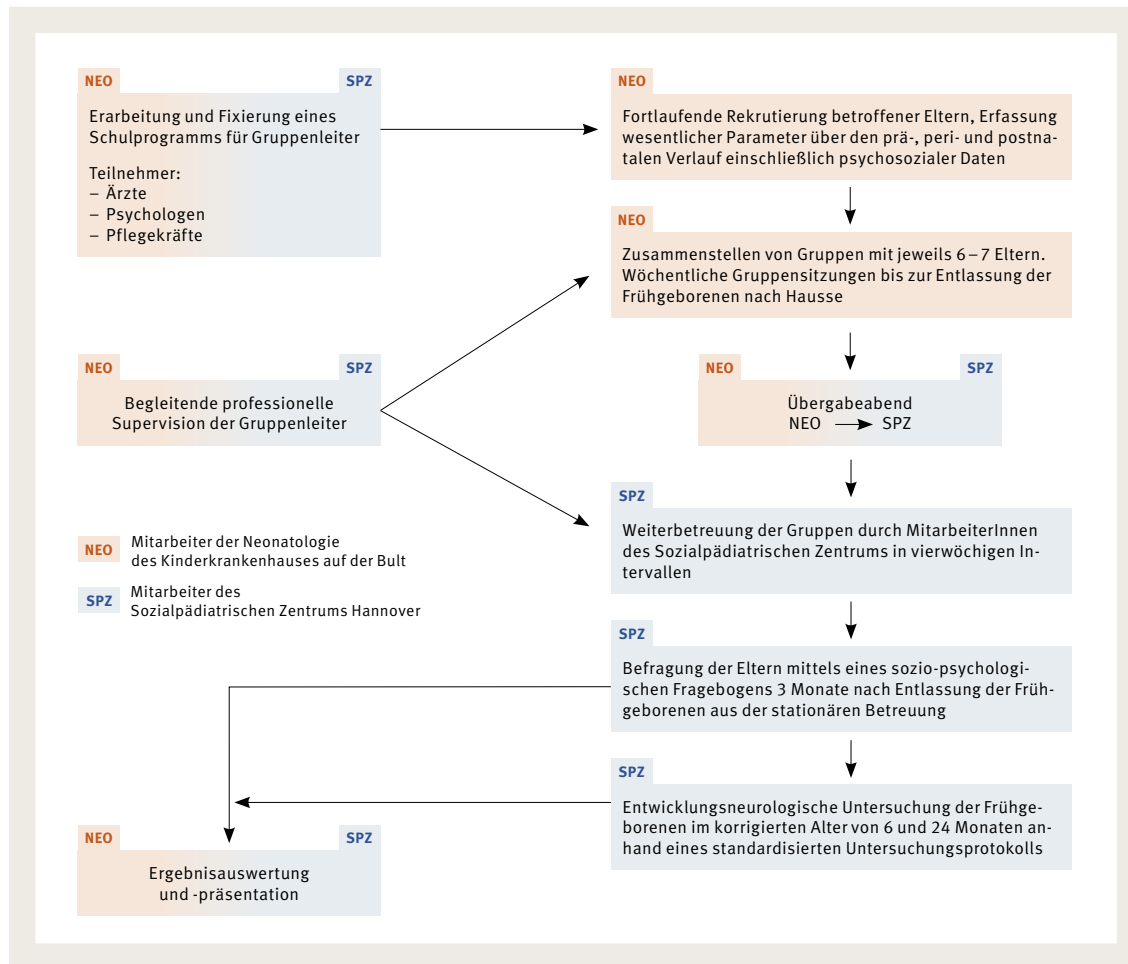 NEO
SPZ
Erarbeitung und Fixierung eines
Schulprogramms für Gruppenleiter
Teilnehmer:
– Ärzte
– Psychologen
– Pflegekräfte
NEO
Fortlaufende Rekrutierung betroffener Eltern, Erfassung
wesentlicher Parameter über den prä-, peri- und postna-
talen Verlauf einschließlich psychosozialer Daten
NEO
Zusammenstellen von Gruppen mit jeweils 6–7 Eltern.
Wöchentliche Gruppensitzungen bis zur Entlassung der
Frühgeborenen nach Hausse
NEO
SPZ
Begleitende professionelle
Supervision der Gruppenleiter
NEO
SPZ
Übergabeabend
NEO → SPZ
SPZ
Weiterbetreuung der Gruppen durch MitarbeiterInnen
des Sozialpädiatrischen Zentrums in vierwöchigen In-
tervallen
NEO
Mitarbeiter der Neonatologie
des Kinderkrankenhauses auf der Bult
SPZ
Mitarbeiter des
Sozialpädiatrischen Zentrums Hannover
SPZ
Befragung der Eltern mittels eines sozio-psychologi-
schen Fragebogens 3 Monate nach Entlassung der Früh-
geborenen aus der stationären Betreuung
SPZ
Entwicklungsneurologische Untersuchung der Frühge-
borenen im korrigierten Alter von 6 und 24 Monaten an-
hand eines standardisierten Untersuchungsprotokolls
NEO
SPZ
Ergebnisauswertung
und -präsentation